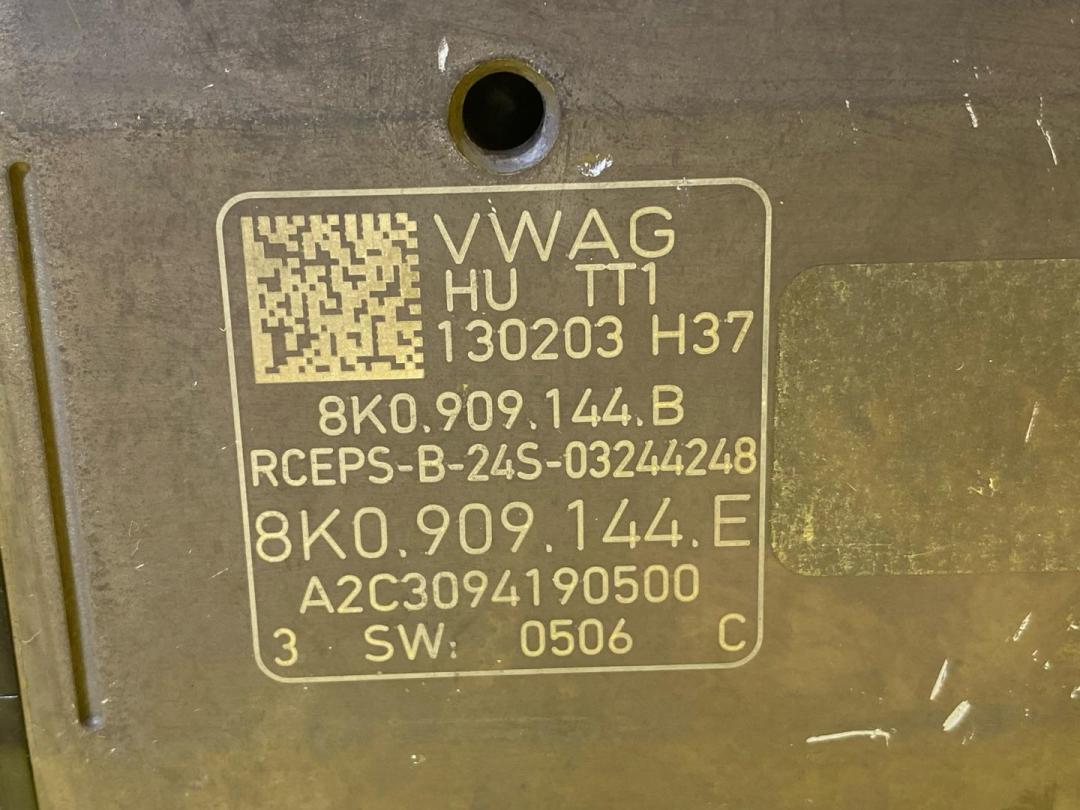 VWAG
HU TT1
130203 H37
8K0.909.144.B
RCEPS-B-24S-03244248
8K0.909.144.E
A2C3094190500
3 SW: 0506 C